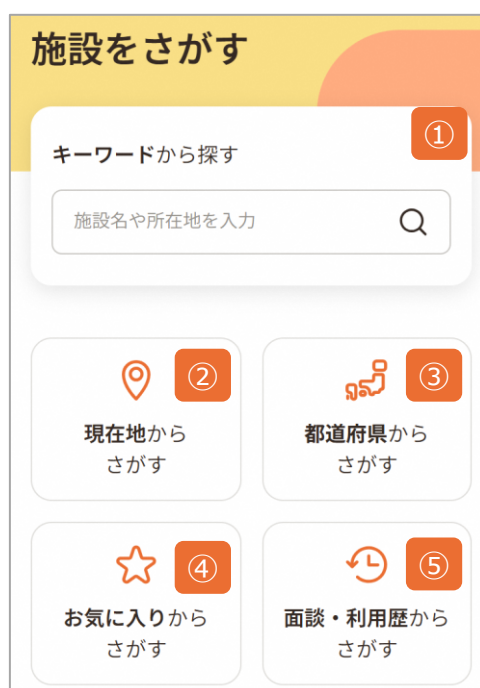 施設をさがす
①
キーワードから探す
施設名や所在地を入力
②
現在地から
さがす
③
都道府県から
さがす
④
お気に入りから
さがす
⑤
面談・利用歴から
さがす